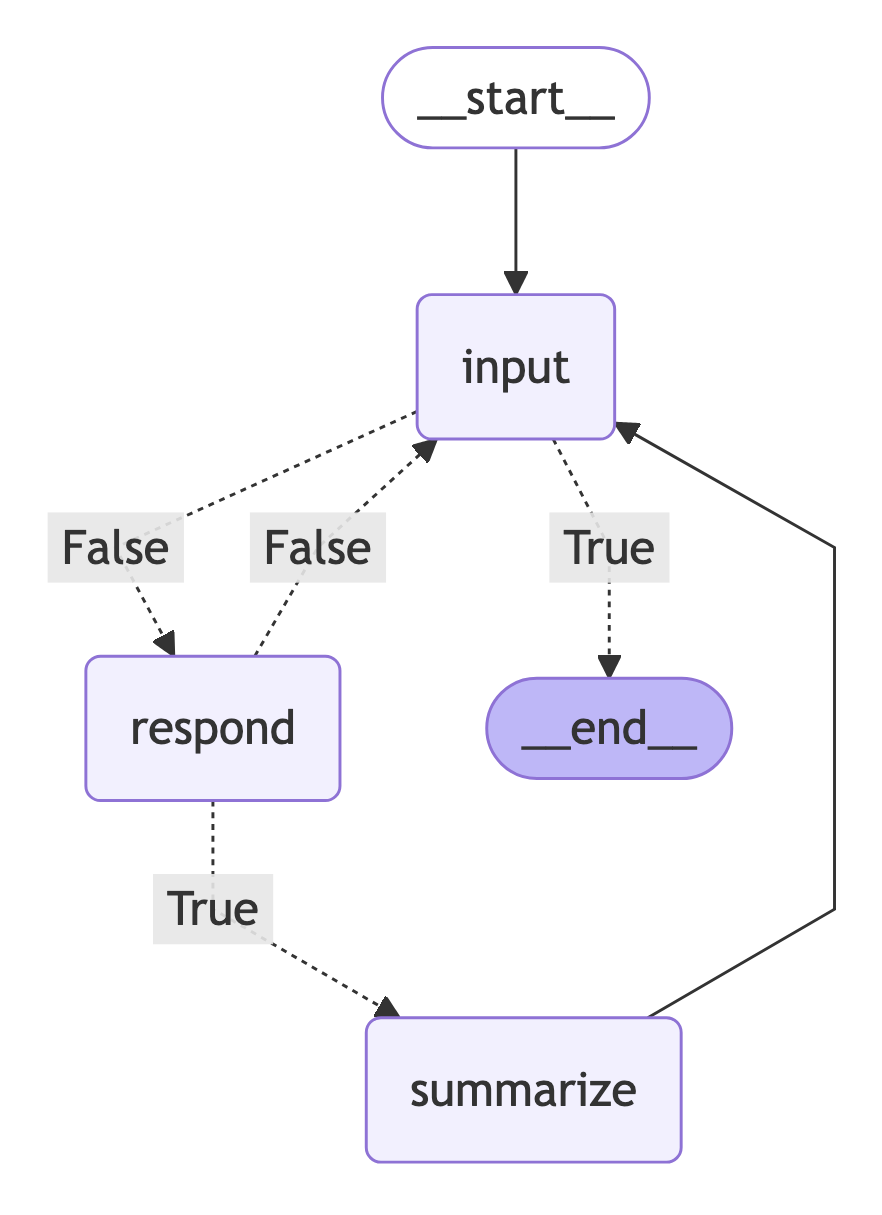 __start__
input
False
False
True
respond
__end__
True
summarize